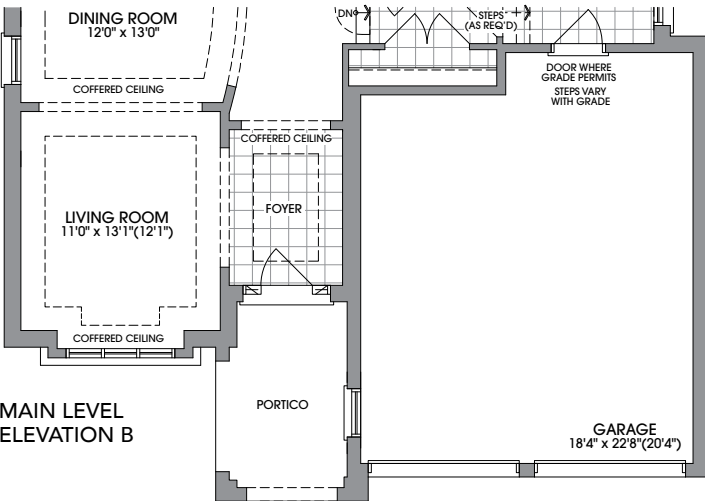 DINING ROOM
12'0" x 13'0"
COFFERED CEILING
DN
STEPS
(AS REQ'D)
DOOR WHERE
GRADE PERMITS
STEPS VARY
WITH GRADE
COFFERED CEILING
FOYER
LIVING ROOM
11'0" x 13'1"(12'1")
COFFERED CEILING
PORTICO
MAIN LEVEL
ELEVATION B
GARAGE
18'4" x 22'8"(20'4")